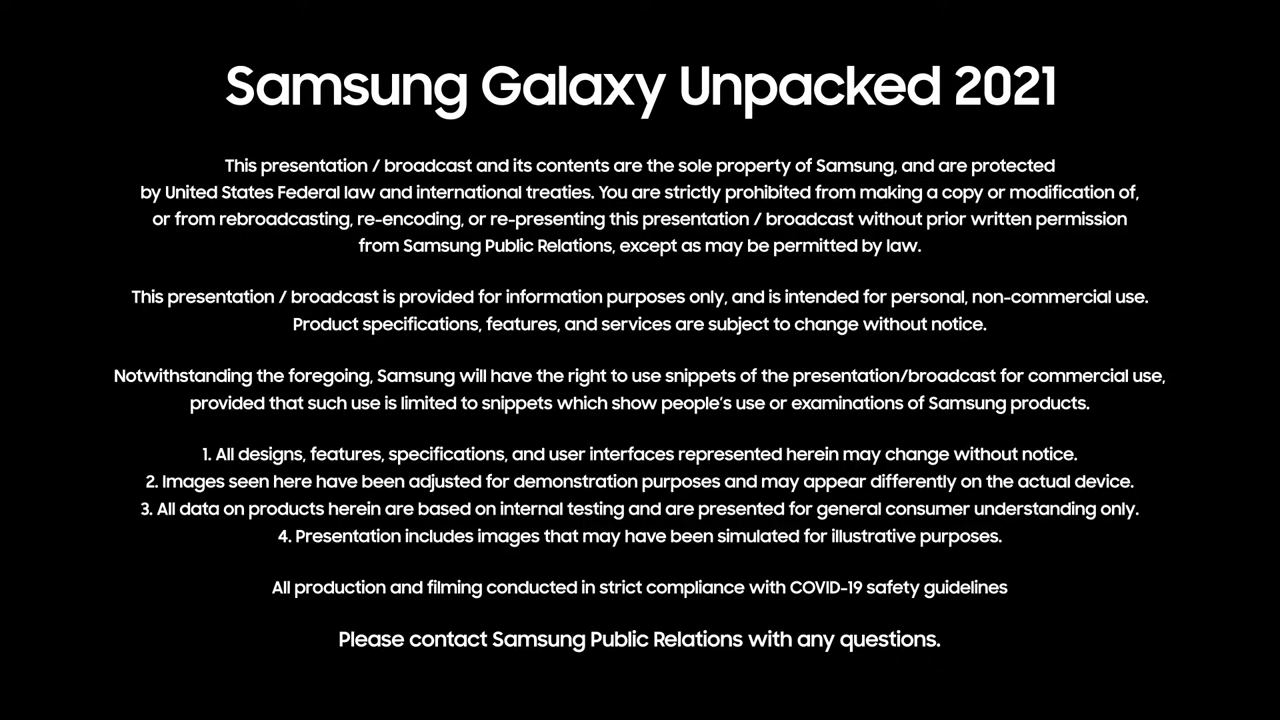 Samsung Galaxy Unpacked 2021
This presentation / broadcast and its contents are the sole property of Samsung, and are protected
by United States Federal law and international treaties. You are strictly prohibited from making a copy or modification of,
or from rebroadcasting, re-encoding, or re-presenting this presentation / broadcast without prior written permission
from Samsung Public Relations, except as may be permitted by law.
This presentation / broadcast is provided for information purposes only, and is intended for personal, non-commercial use.
Product specifications, features, and services are subject to change without notice.
Notwithstanding the foregoing, Samsung will have the right to use snippets of the presentation/broadcast for commercial use,
provided that such use is limited to snippets which show people's use or examinations of Samsung products.
1. All designs, features, specifications, and user interfaces represented herein may change without notice.
2. Images seen here have been adjusted for demonstration purposes and may appear differently on the actual device.
3. All data on products herein are based on internal testing and are presented for general consumer understanding only.
4. Presentation includes images that may have been simulated for illustrative purposes.
All production and filming conducted in strict compliance with COVID-19 safety guidelines
Please contact Samsung Public Relations with any questions.